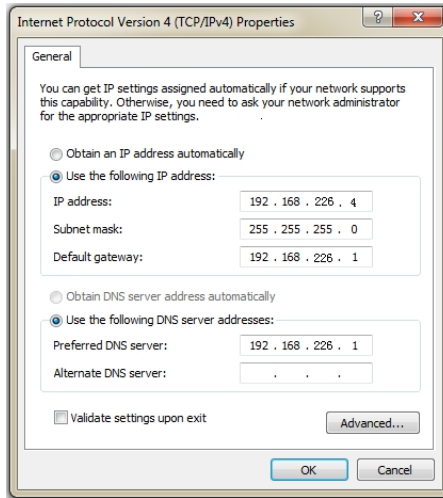 Internet Protocol Version 4 (TCP/IPv4) Properties
General
You can get IP settings assigned automatically if your network supports
this capability. Otherwise, you need to ask your network administrator
for the appropriate IP settings.
Obtain an IP address automatically
Use the following IP address:
IP address: 192 . 168 . 226 . 4
Subnet mask: 255 . 255 . 255 . 0
Default gateway: 192 . 168 . 226 . 1
Obtain DNS server address automatically
Use the following DNS server addresses:
Preferred DNS server: 192 . 168 . 226 . 1
Alternate DNS server: . . .
Validate settings upon exit
Advanced...
OK Cancel